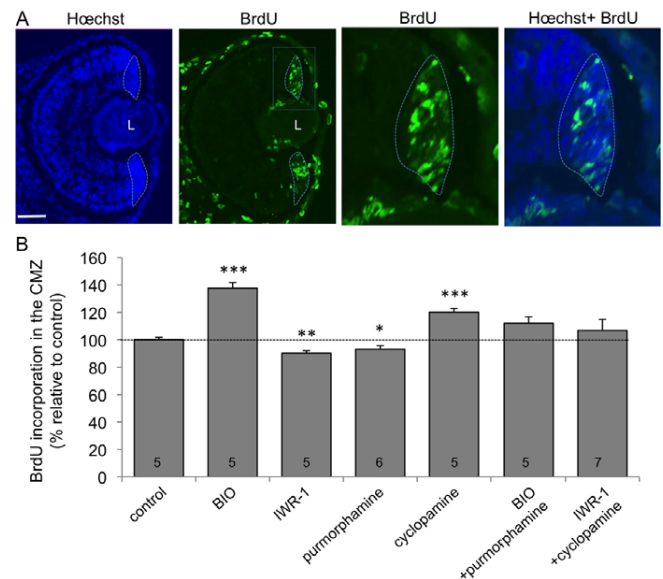 A
Hœchst
BrdU
BrdU
Hœchst+ BrdU
L
L
B
BrdU incorporation in the CMZ
(% relative to control)
160
140
120
100
80
60
40
20
0
***
**
*
***
5
5
5
6
5
5
7
control
BIO
IWR-1
purmorphamine
cyclopamine
BIO
+purmorphamine
IWR-1
+cyclopamine